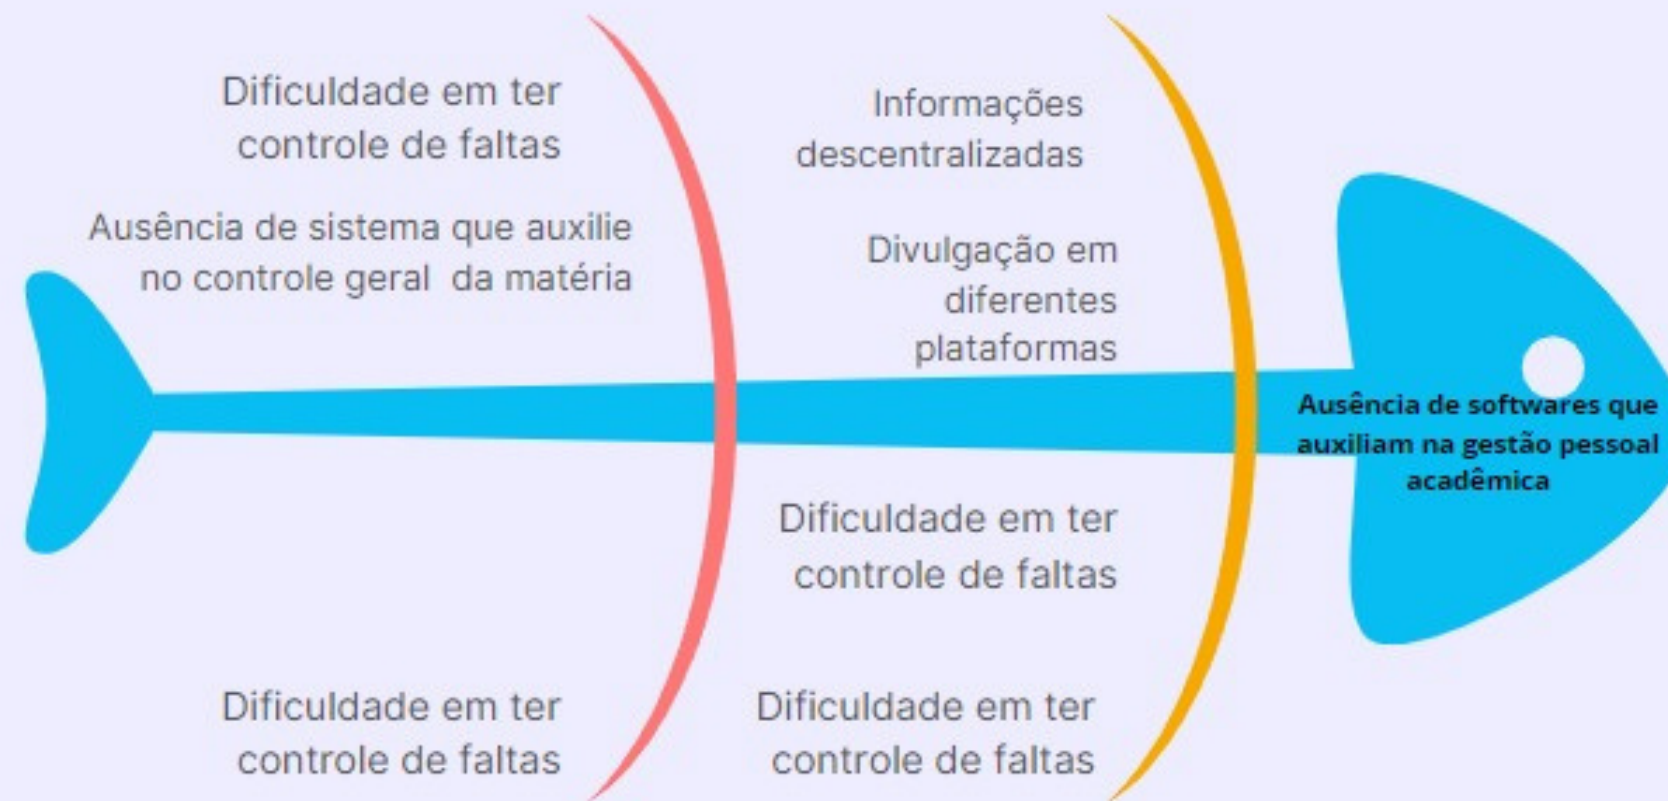 Dificuldade em ter
controle de faltas
Ausência de sistema que auxilie
no controle geral  da matéria
Dificuldade em ter
controle de faltas
Informações
descentralizadas
Divulgação em
diferentes
plataformas
Dificuldade em ter
controle de faltas
Dificuldade em ter
controle de faltas
Ausência de softwares que
auxiliam na gestão pessoal
acadêmica